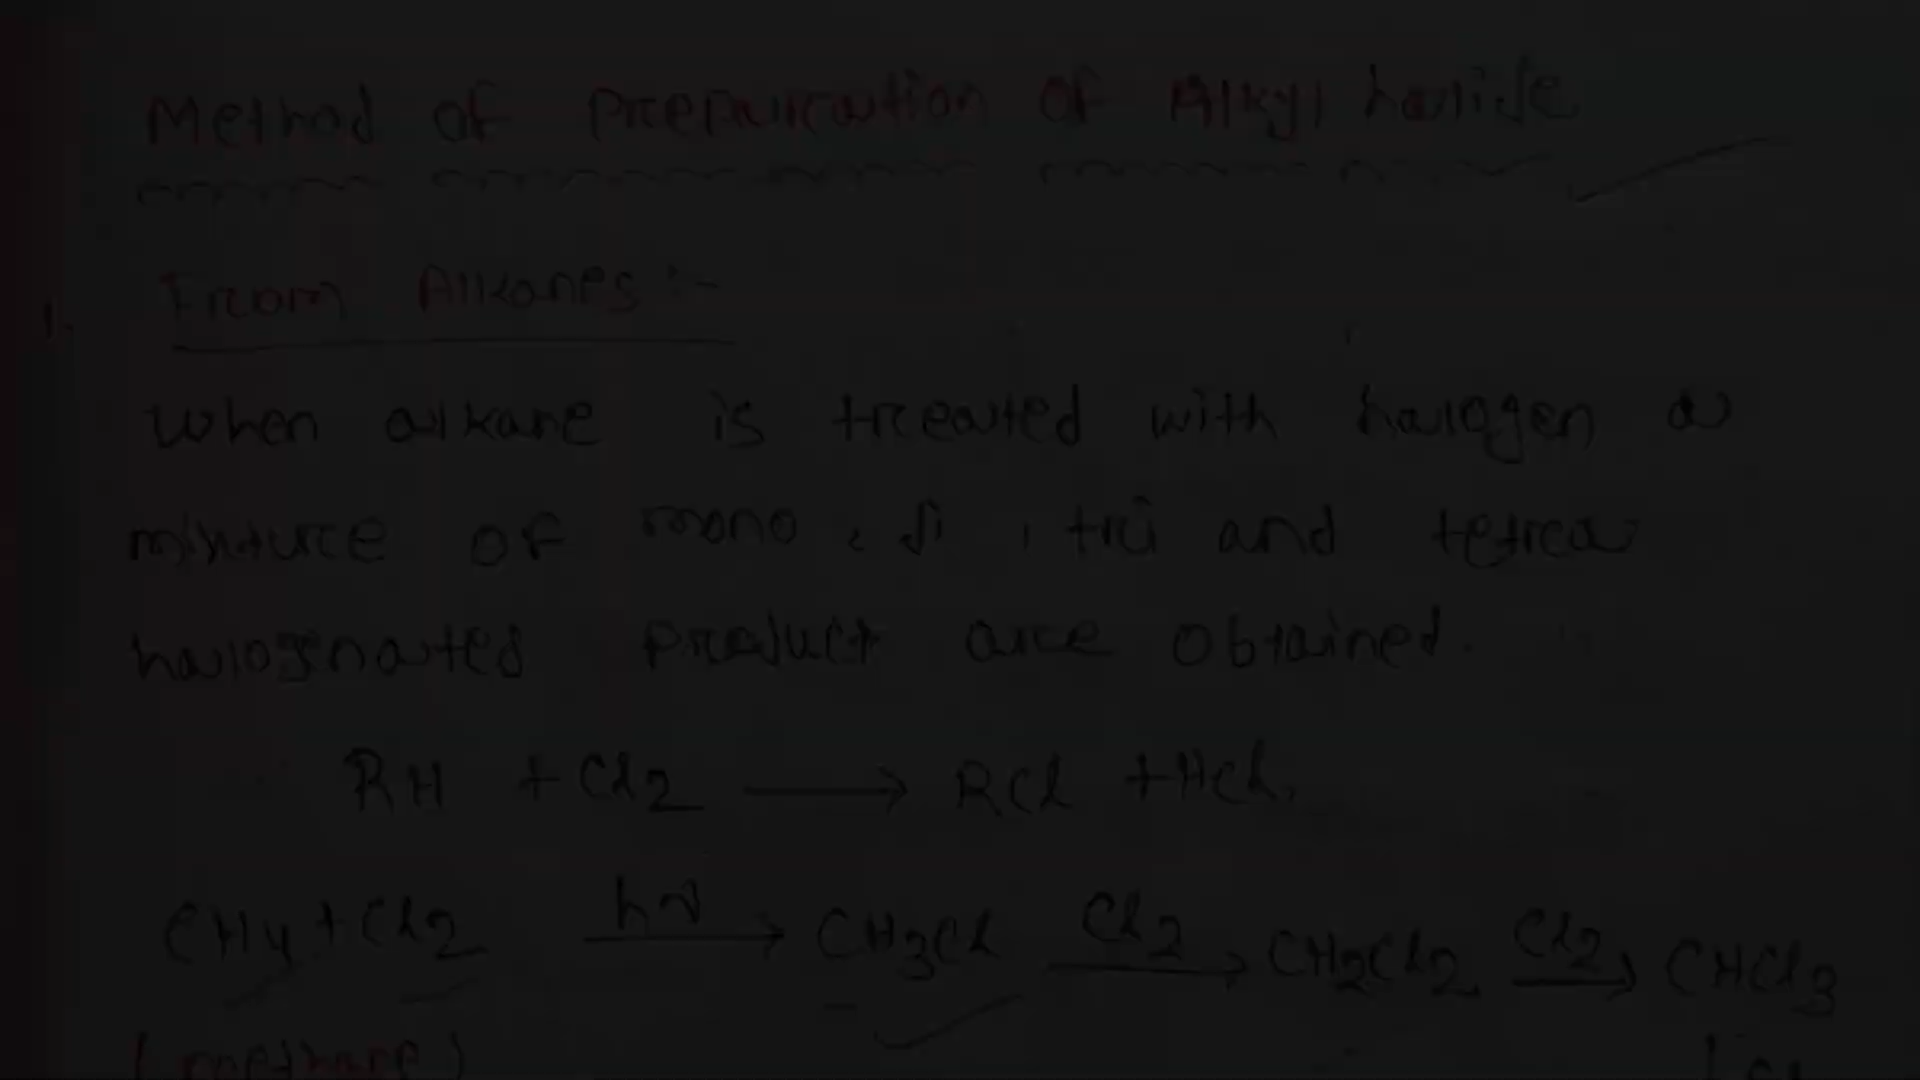 Method of Preparation of Alkyl halide
1. From Alkanes :-
When alkane is treated with halogen a
mixture of mono, di, tri and tetra
halogenated product are obtained.
RH + Cl2 ⟶ RCl + HCl,
CH4 + Cl2 —hν→ CH3Cl —Cl2→ CH2Cl2 —Cl2→ CHCl3
(methane)